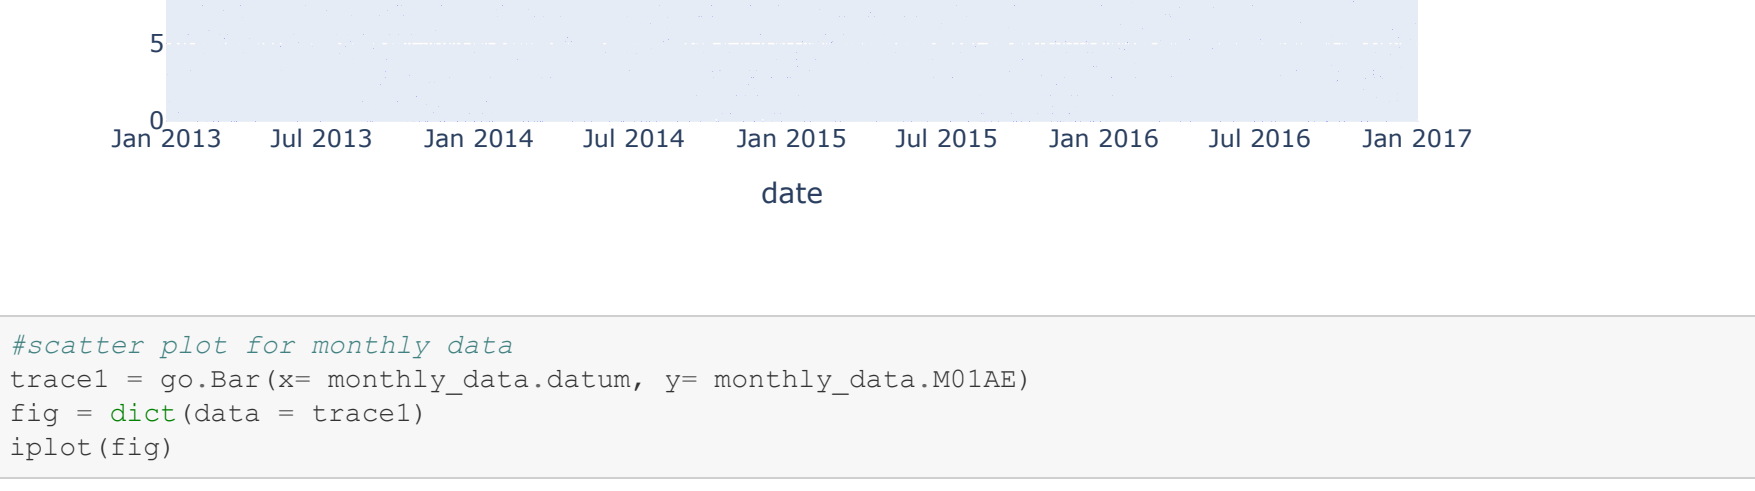 5
0
Jan 2013 Jul 2013 Jan 2014 Jul 2014 Jan 2015 Jul 2015 Jan 2016 Jul 2016 Jan 2017
date
#scatter plot for monthly data
trace1 = go.Bar(x= monthly_data.datum, y= monthly_data.M01AE)
fig = dict(data = trace1)
iplot(fig)